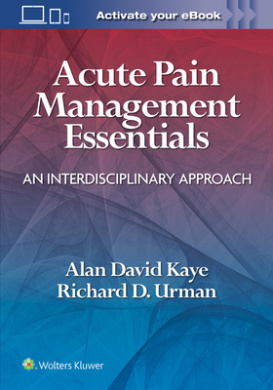 Activate your eBook
Acute Pain
Management
Essentials
AN INTERDISCIPLINARY APPROACH
Alan David Kaye
Richard D. Urman
Wolters Kluwer